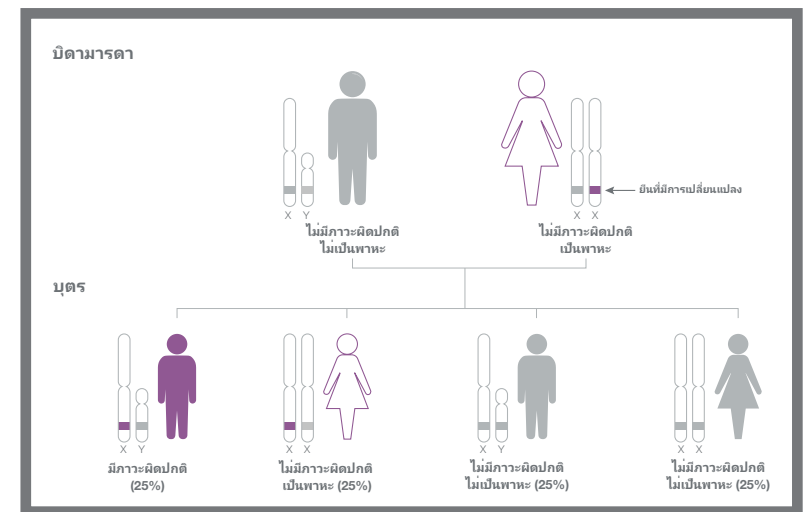 บิดามารดา
ยีนที่มีการเปลี่ยนแปลง
X Y
X X
ไม่มีภาวะผิดปกติ
ไม่เป็นพาหะ
ไม่มีภาวะผิดปกติ
เป็นพาหะ
บุตร
X Y
X X
X Y
X X
มีภาวะผิดปกติ
(25%)
ไม่มีภาวะผิดปกติ
เป็นพาหะ (25%)
ไม่มีภาวะผิดปกติ
ไม่เป็นพาหะ (25%)
ไม่มีภาวะผิดปกติ
ไม่เป็นพาหะ (25%)